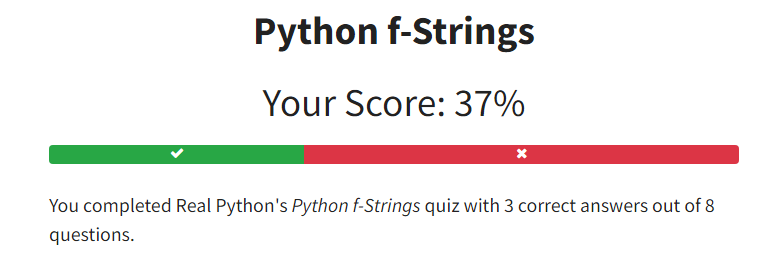 Python f-Strings
Your Score: 37%
You completed Real Python's Python f-Strings quiz with 3 correct answers out of 8
questions.